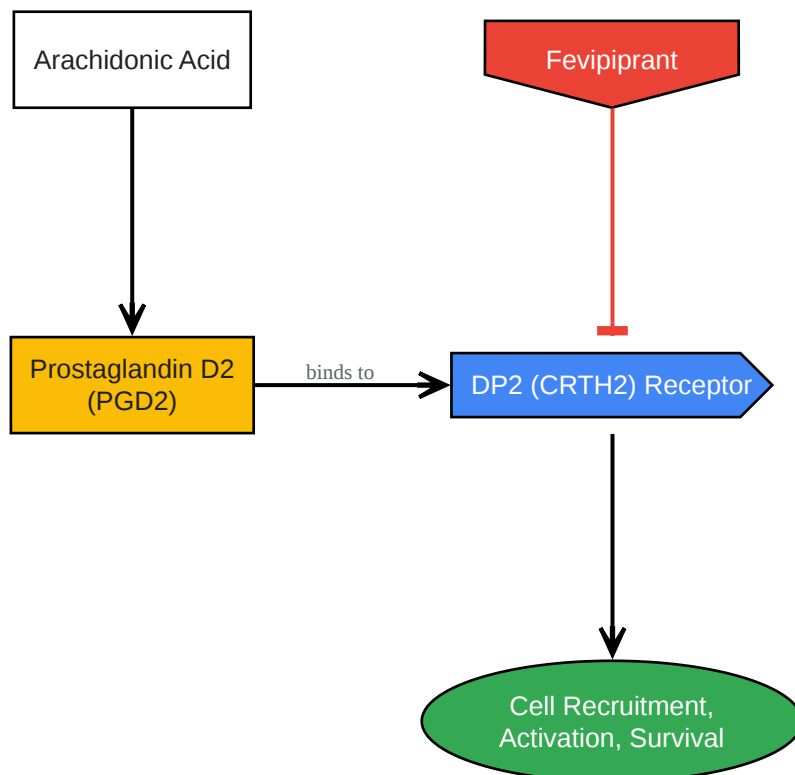 Arachidonic Acid
Fevipiprant
Prostaglandin D2
(PGD2)
binds to
DP2 (CRTH2) Receptor
Cell Recruitment,
Activation, Survival